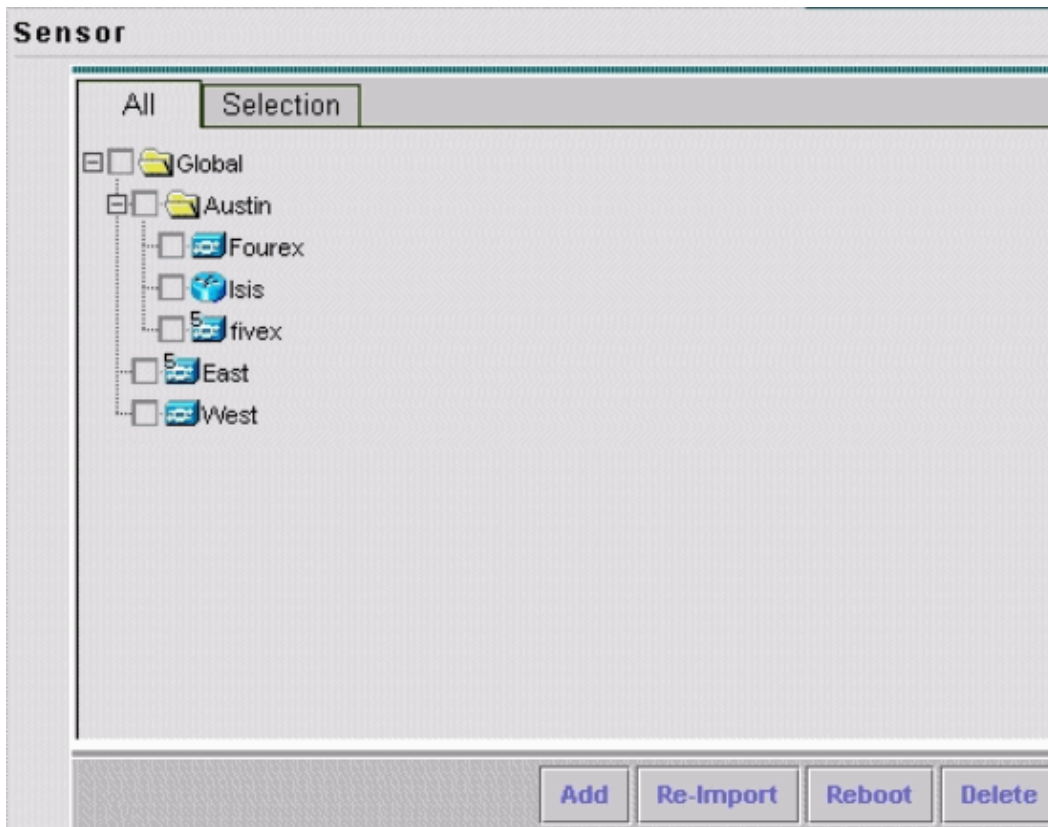 Sensor
All Selection
Global
Austin
Fourex
Isis
5 fivex
5 East
West
Add Re-Import Reboot Delete